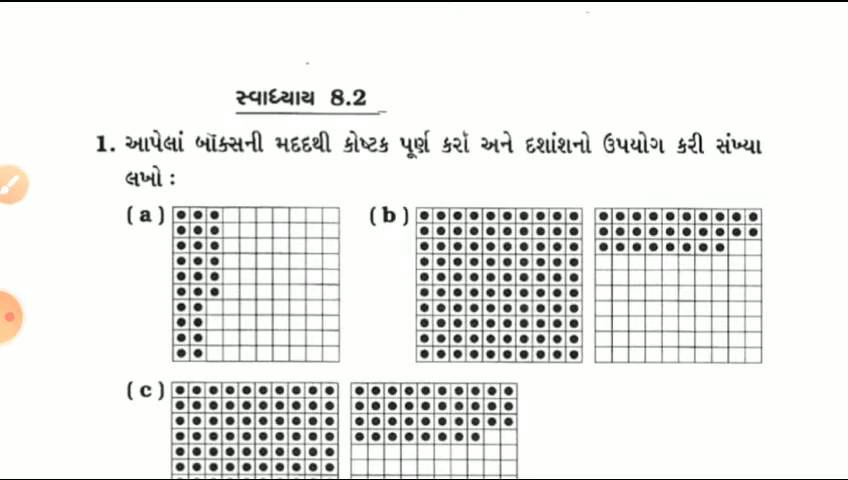 સ્વાધ્યાય 8.2
1. આપેલાં બૉક્સની મદદથી કોષ્ટક પૂર્ણ કરૉ અને દશાંશનો ઉપયોગ કરી સંખ્યા
લખો :
(a)
(b)
(c)